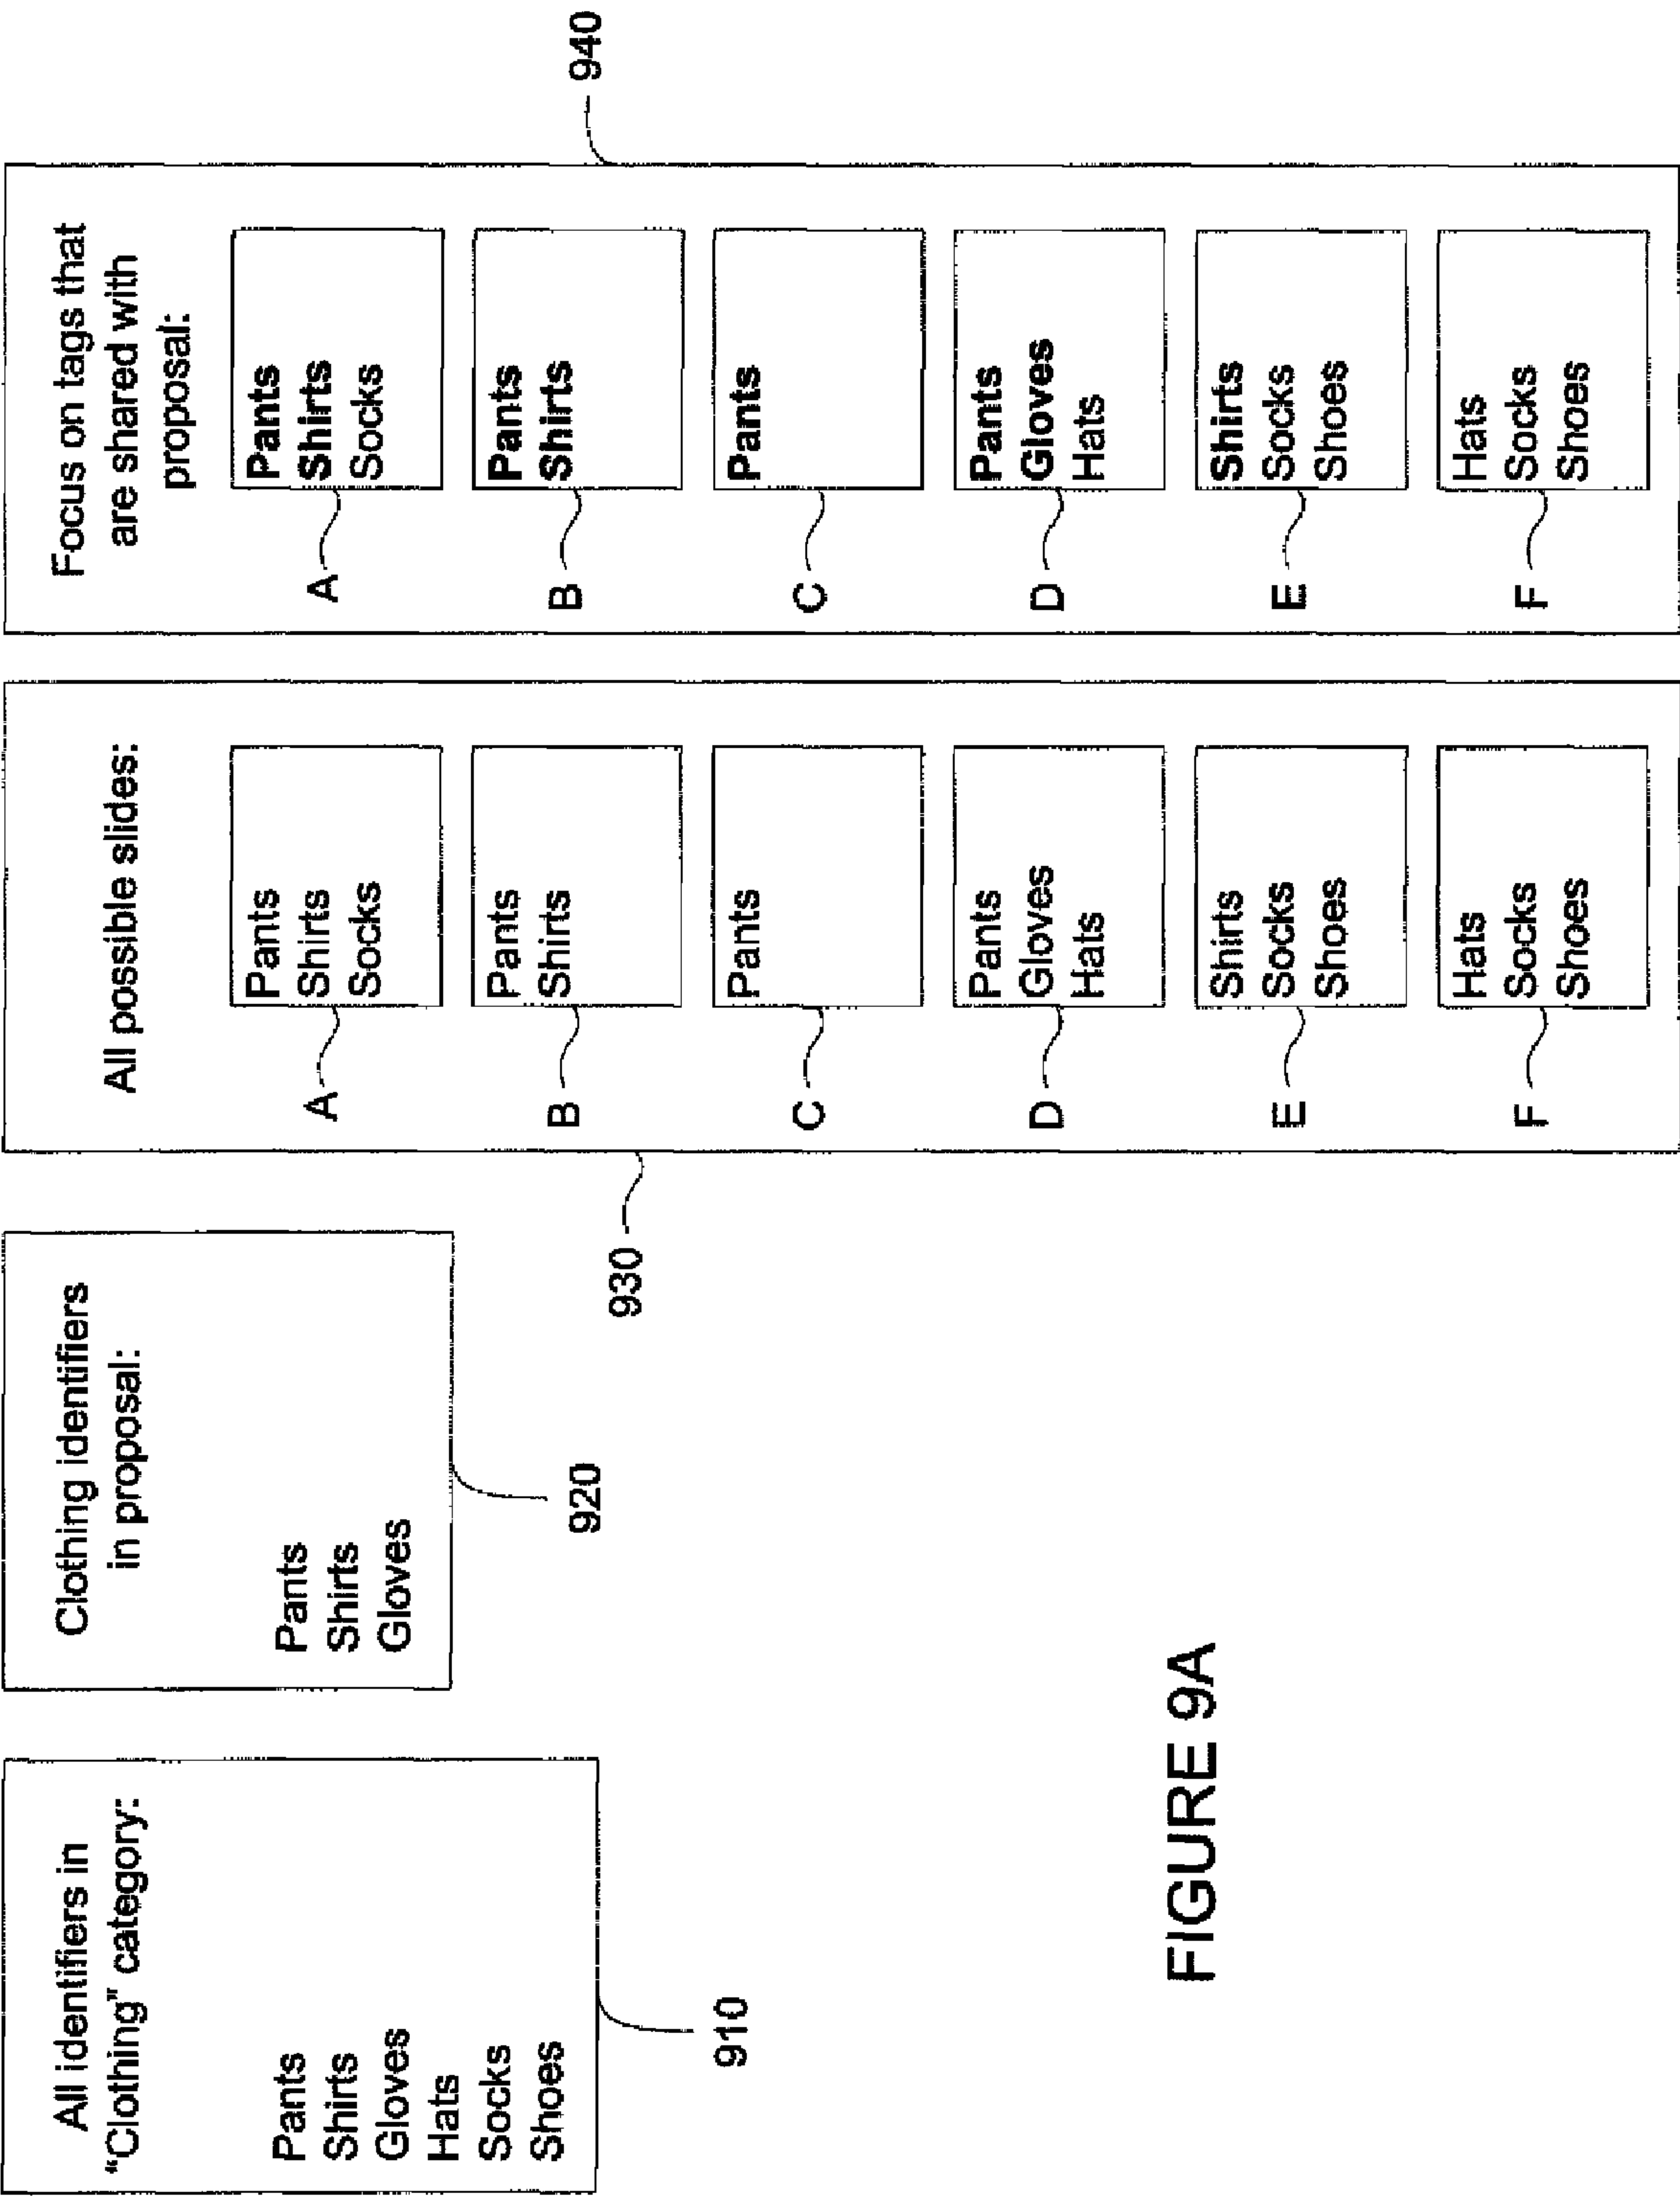 All identifiers in
"Clothing" category:
Pants
Shirts
Gloves
Hats
Socks
Shoes
910
Clothing identifiers
in proposal:
Pants
Shirts
Gloves
920
All possible slides:
A
Pants
Shirts
Socks
B
Pants
Shirts
C
Pants
D
Pants
Gloves
Hats
E
Shirts
Socks
Shoes
F
Hats
Socks
Shoes
930
Focus on tags that
are shared with
proposal:
A
Pants
Shirts
Socks
B
Pants
Shirts
C
Pants
D
Pants
Gloves
Hats
E
Shirts
Socks
Shoes
F
Hats
Socks
Shoes
940
FIGURE 9A